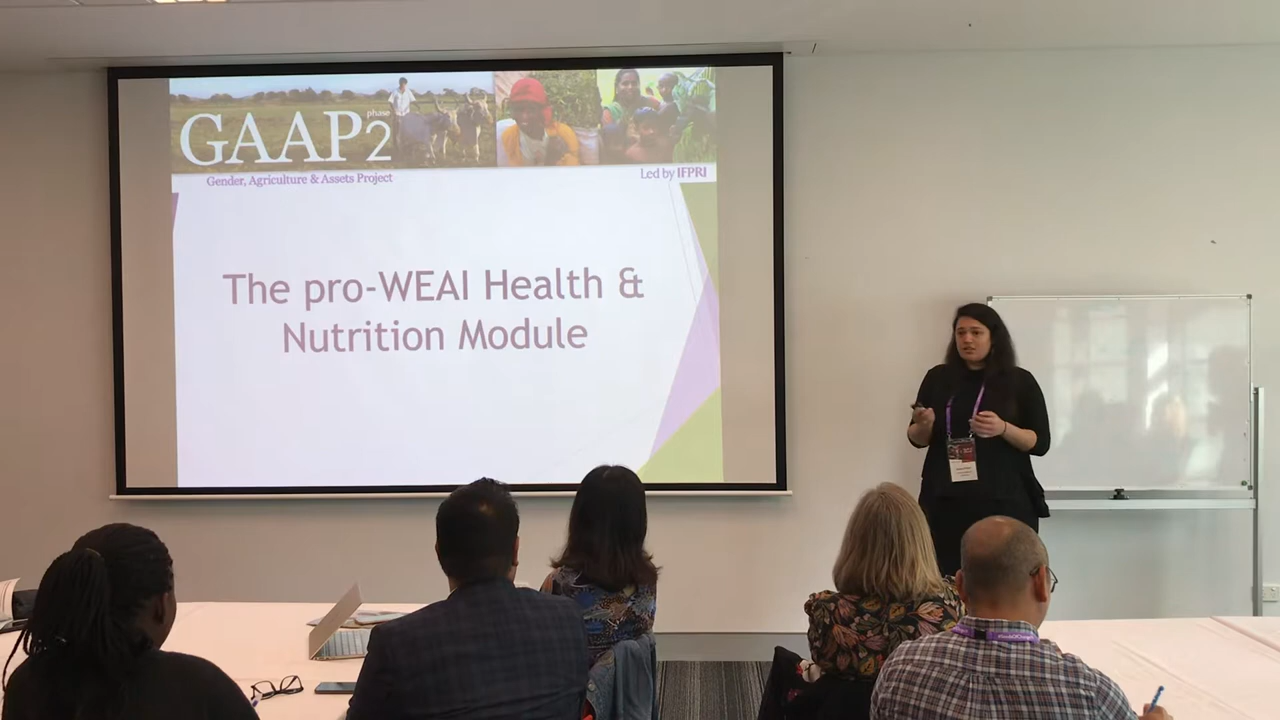 GAAP2
phase
Gender, Agriculture & Assets Project
Led by IFPRI
The pro-WEAI Health &
Nutrition Module